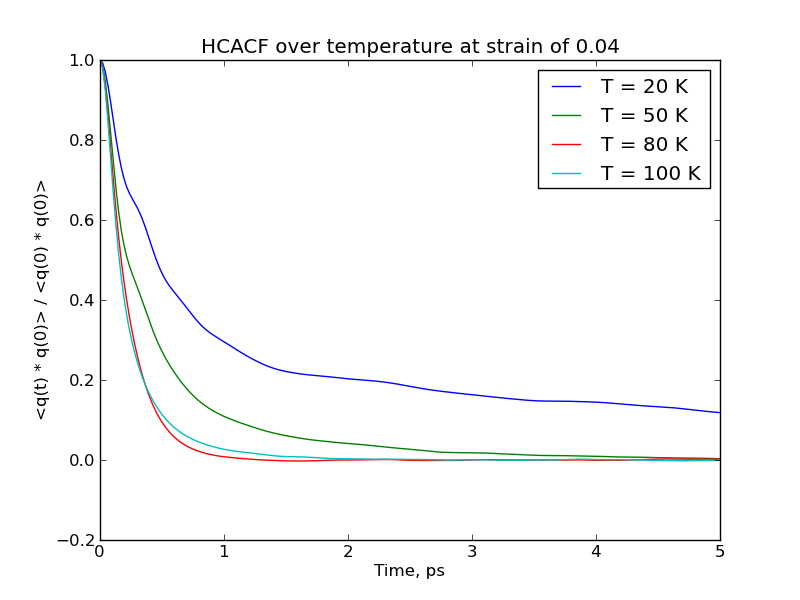 HCACF over temperature at strain of 0.04
<q(t) * q(0)> / <q(0) * q(0)>
1.0
0.8
0.6
0.4
0.2
0.0
−0.2
T = 20 K
T = 50 K
T = 80 K
T = 100 K
0 1 2 3 4 5
Time, ps